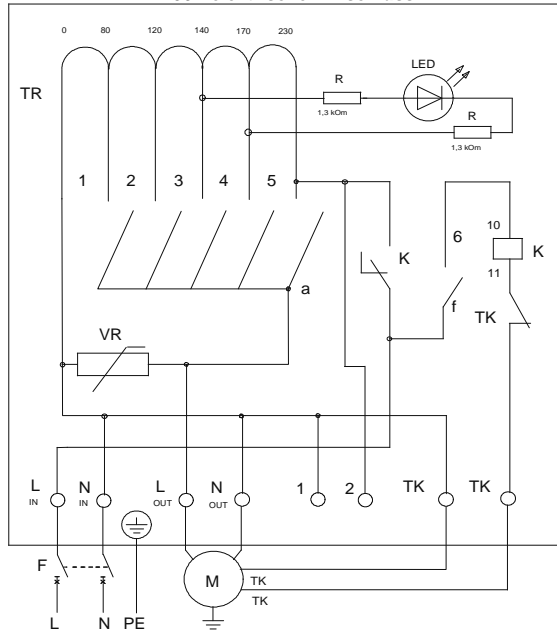 0 80 120 140 170 230
LED
R
1,3 kOm
TR
R
1,3 kOm
1 2 3 4 5
6
10
K
K
11
a
f
TK
VR
L
IN
N
IN
L
OUT
N
OUT
1
2
TK
TK
F
M
TK
TK
L
N
PE